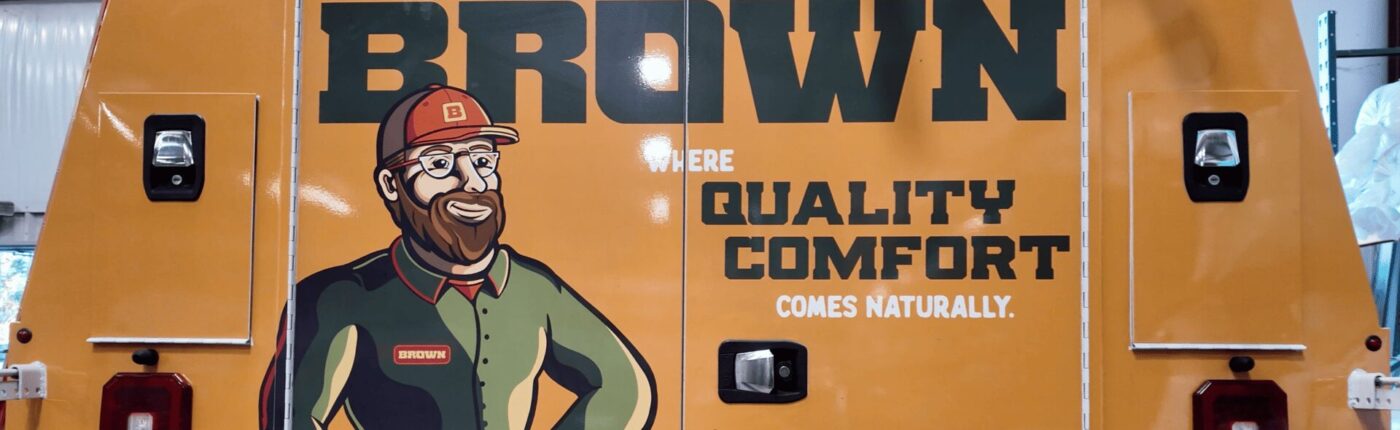 BROWN
B
WHERE
QUALITY
COMFORT
COMES NATURALLY.
BROWN